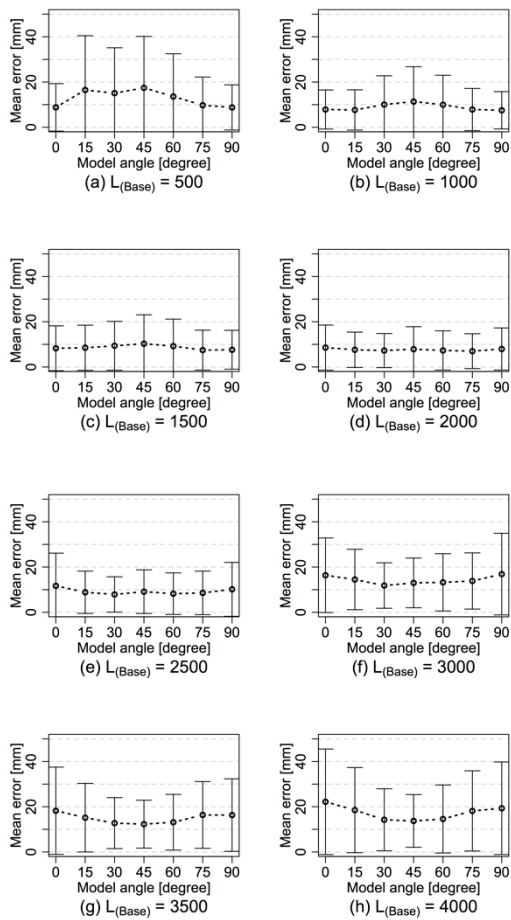 Mean error [mm]
40
20
0
0 15 30 45 60 75 90
Model angle [degree]
(a) L(Base) = 500
Mean error [mm]
40
20
0
0 15 30 45 60 75 90
Model angle [degree]
(b) L(Base) = 1000
Mean error [mm]
40
20
0
0 15 30 45 60 75 90
Model angle [degree]
(c) L(Base) = 1500
Mean error [mm]
40
20
0
0 15 30 45 60 75 90
Model angle [degree]
(d) L(Base) = 2000
Mean error [mm]
40
20
0
0 15 30 45 60 75 90
Model angle [degree]
(e) L(Base) = 2500
Mean error [mm]
40
20
0
0 15 30 45 60 75 90
Model angle [degree]
(f) L(Base) = 3000
Mean error [mm]
40
20
0
0 15 30 45 60 75 90
Model angle [degree]
(g) L(Base) = 3500
Mean error [mm]
40
20
0
0 15 30 45 60 75 90
Model angle [degree]
(h) L(Base) = 4000